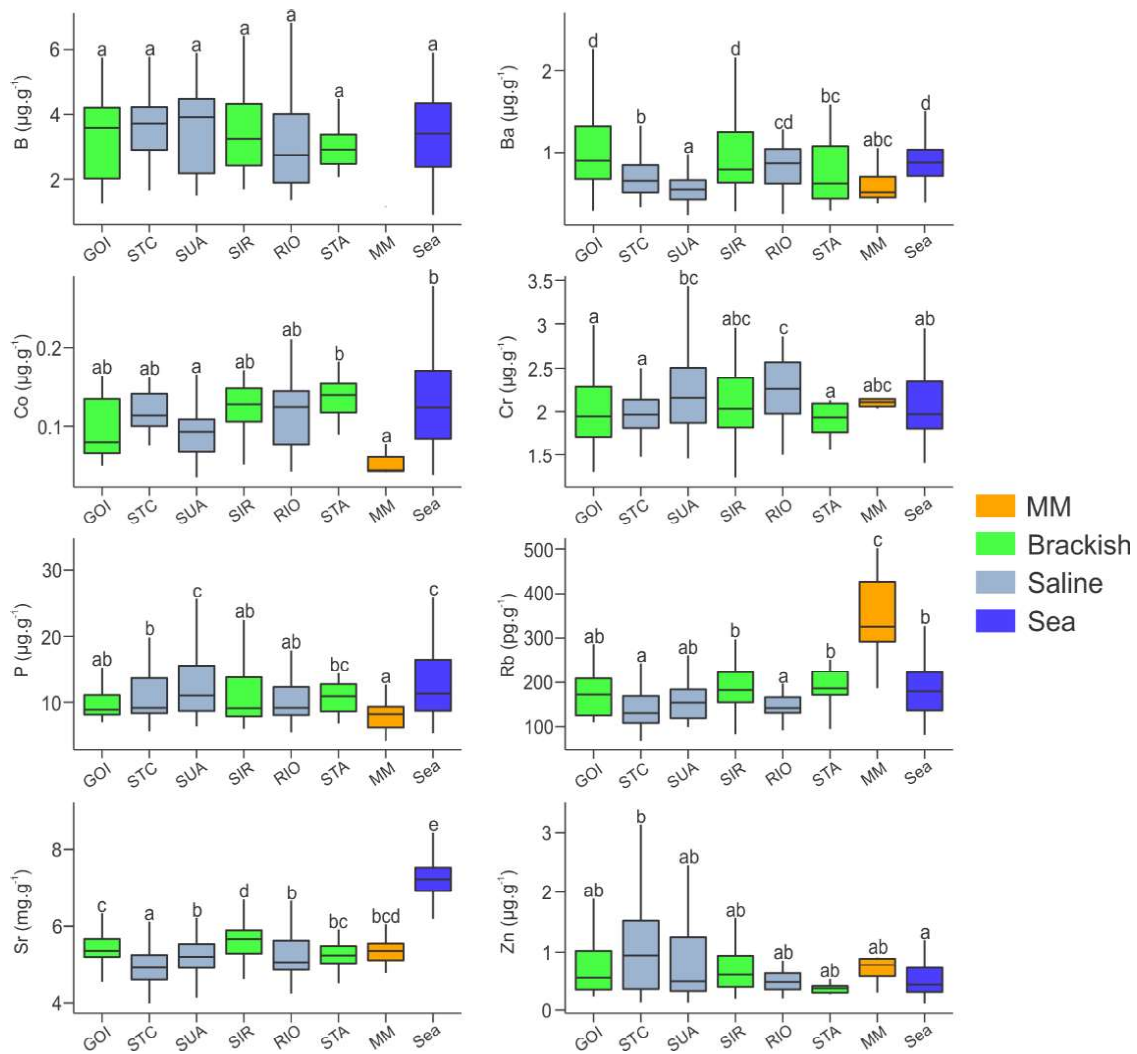 B (µg.g⁻¹)
6
4
2
a a a a a a a
GOI STC SUA SIR RIO STA MM Sea
Ba (µg.g⁻¹)
2
1
d b a d cd bc abc d
GOI STC SUA SIR RIO STA MM Sea
Co (µg.g⁻¹)
0.2
0.1
ab ab a ab ab b a b
GOI STC SUA SIR RIO STA MM Sea
Cr (µg.g⁻¹)
3.5
3
2.5
2
1.5
a a bc abc c a abc ab
GOI STC SUA SIR RIO STA MM Sea
P (µg.g⁻¹)
30
20
10
ab b c ab ab bc a c
GOI STC SUA SIR RIO STA MM Sea
Rb (pg.g⁻¹)
500
400
300
200
100
ab a ab b a b c b
GOI STC SUA SIR RIO STA MM Sea
Sr (mg.g⁻¹)
8
6
4
c a b d b bc bcd e
GOI STC SUA SIR RIO STA MM Sea
Zn (µg.g⁻¹)
3
2
1
0
ab b ab ab ab ab ab a
GOI STC SUA SIR RIO STA MM Sea
MM
Brackish
Saline
Sea